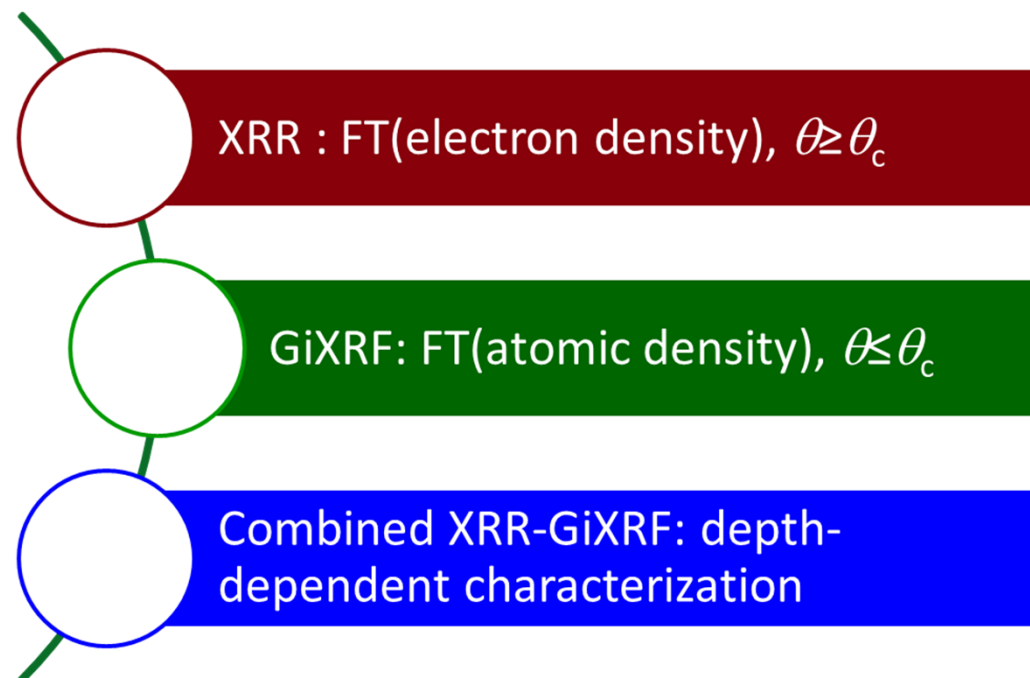 XRR : FT(electron density), θ≥θc
GiXRF: FT(atomic density), θ≤θc
Combined XRR-GiXRF: depth-
dependent characterization